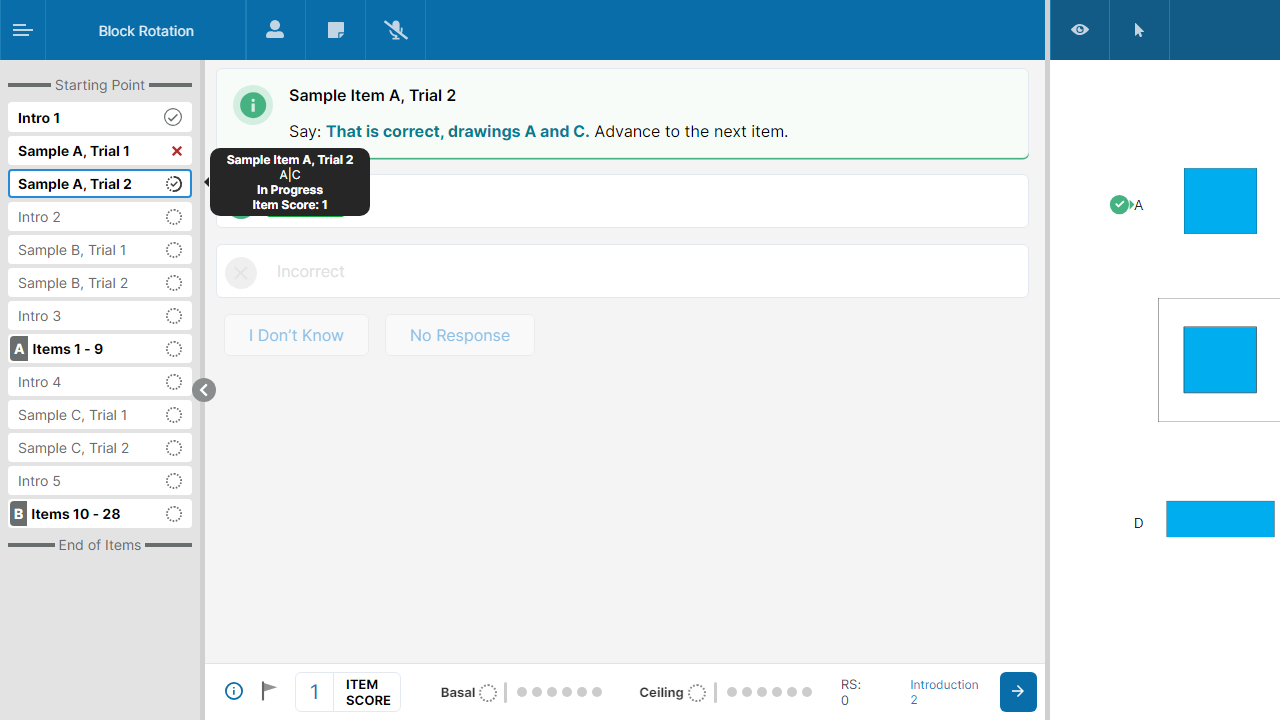 Block Rotation
Starting Point
Intro 1
Sample A, Trial 1
Sample A, Trial 2
Intro 2
Sample B, Trial 1
Sample B, Trial 2
Intro 3
A Items 1 - 9
Intro 4
Sample C, Trial 1
Sample C, Trial 2
Intro 5
B Items 10 - 28
End of Items
Sample Item A, Trial 2
Say: That is correct, drawings A and C. Advance to the next item.
Sample Item A, Trial 2
A|C
In Progress
Item Score: 1
Incorrect
I Don't Know
No Response
1 ITEM
SCORE
Basal
Ceiling
RS:
0
Introduction
2
A
D